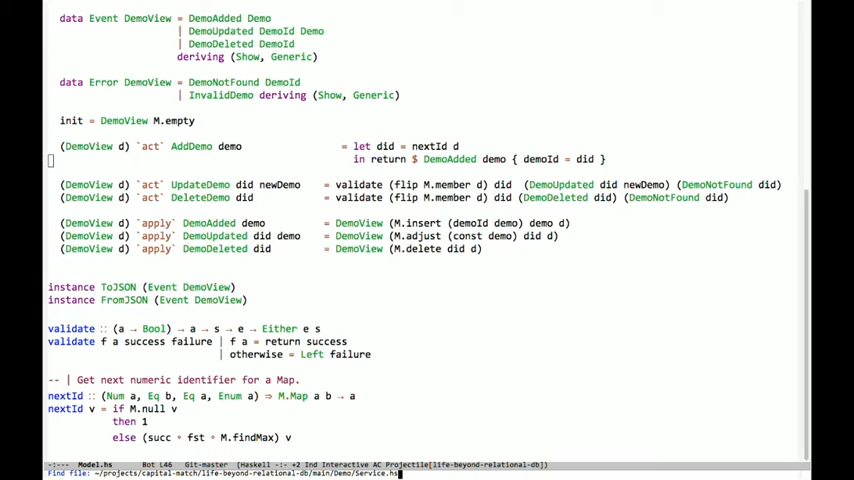 data Event DemoView = DemoAdded Demo
| DemoUpdated DemoId Demo
| DemoDeleted DemoId
deriving (Show, Generic)
data Error DemoView = DemoNotFound DemoId
| InvalidDemo deriving (Show, Generic)
init = DemoView M.empty
(DemoView d) `act` AddDemo demo = let did = nextId d
in return $ DemoAdded demo { demoId = did }
(DemoView d) `act` UpdateDemo did newDemo = validate (flip M.member d) did (DemoUpdated did newDemo) (DemoNotFound did)
(DemoView d) `act` DeleteDemo did = validate (flip M.member d) did (DemoDeleted did) (DemoNotFound did)
(DemoView d) `apply` DemoAdded demo = DemoView (M.insert (demoId demo) demo d)
(DemoView d) `apply` DemoUpdated did demo = DemoView (M.adjust (const demo) did d)
(DemoView d) `apply` DemoDeleted did = DemoView (M.delete did d)
instance ToJSON (Event DemoView)
instance FromJSON (Event DemoView)
validate :: (a → Bool) → a → s → e → Either e s
validate f a success failure | f a = return success
| otherwise = Left failure
-- | Get next numeric identifier for a Map.
nextId :: (Num a, Eq b, Eq a, Enum a) ⇒ M.Map a b → a
nextId v = if M.null v
then 1
else (succ ∘ fst ∘ M.findMax) v
-:--- Model.hs Bot L46 Git-master (Haskell -:- +2 Ind Interactive AC Projectile[life-beyond-relational-db])
Find file: ~/projects/capital-match/life-beyond-relational-db/main/Demo/Service.hs